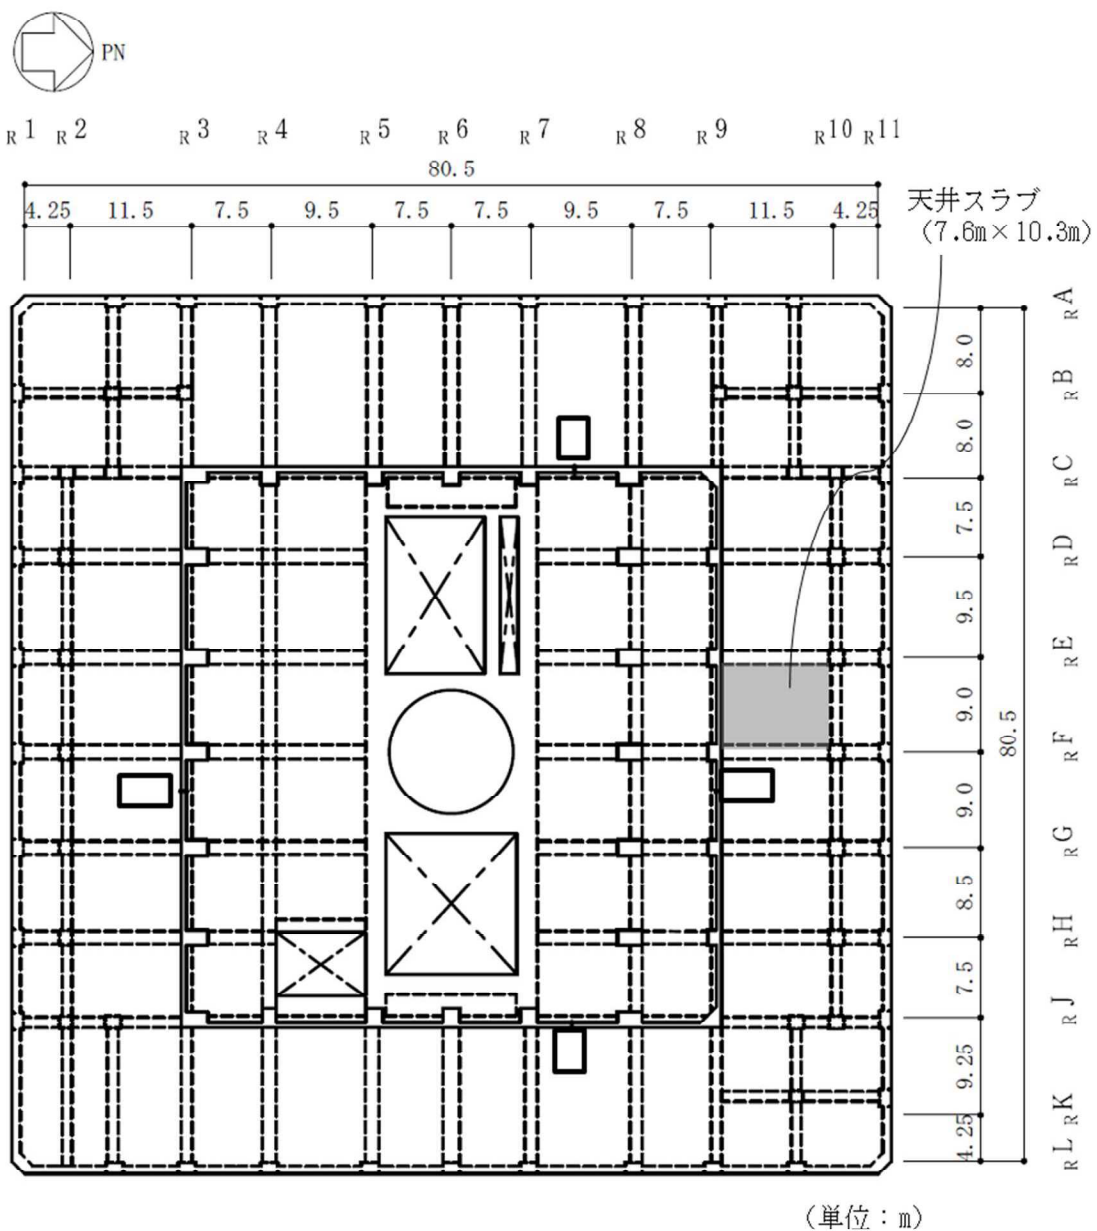 PN
R1 R2 R3 R4 R5 R6 R7 R8 R9 R10 R11
80.5
4.25 11.5 7.5 9.5 7.5 7.5 9.5 7.5 11.5 4.25
天井スラブ
(7.6m×10.3m)
RA
8.0
RB
8.0
RC
7.5
RD
9.5
RE
9.0
RF
80.5
9.0
RG
8.5
RH
7.5
RJ
9.25
RK
4.25
RL
(単位：m)